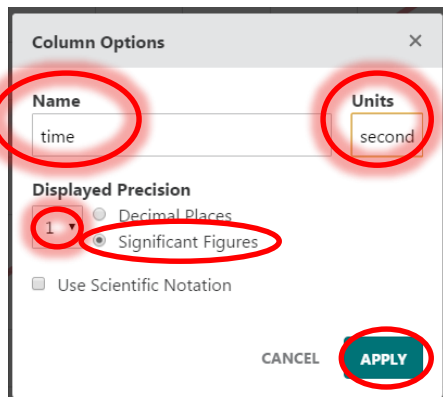 Column Options ×
Name Units
time second
Displayed Precision
1 Decimal Places
Significant Figures
Use Scientific Notation
CANCEL APPLY